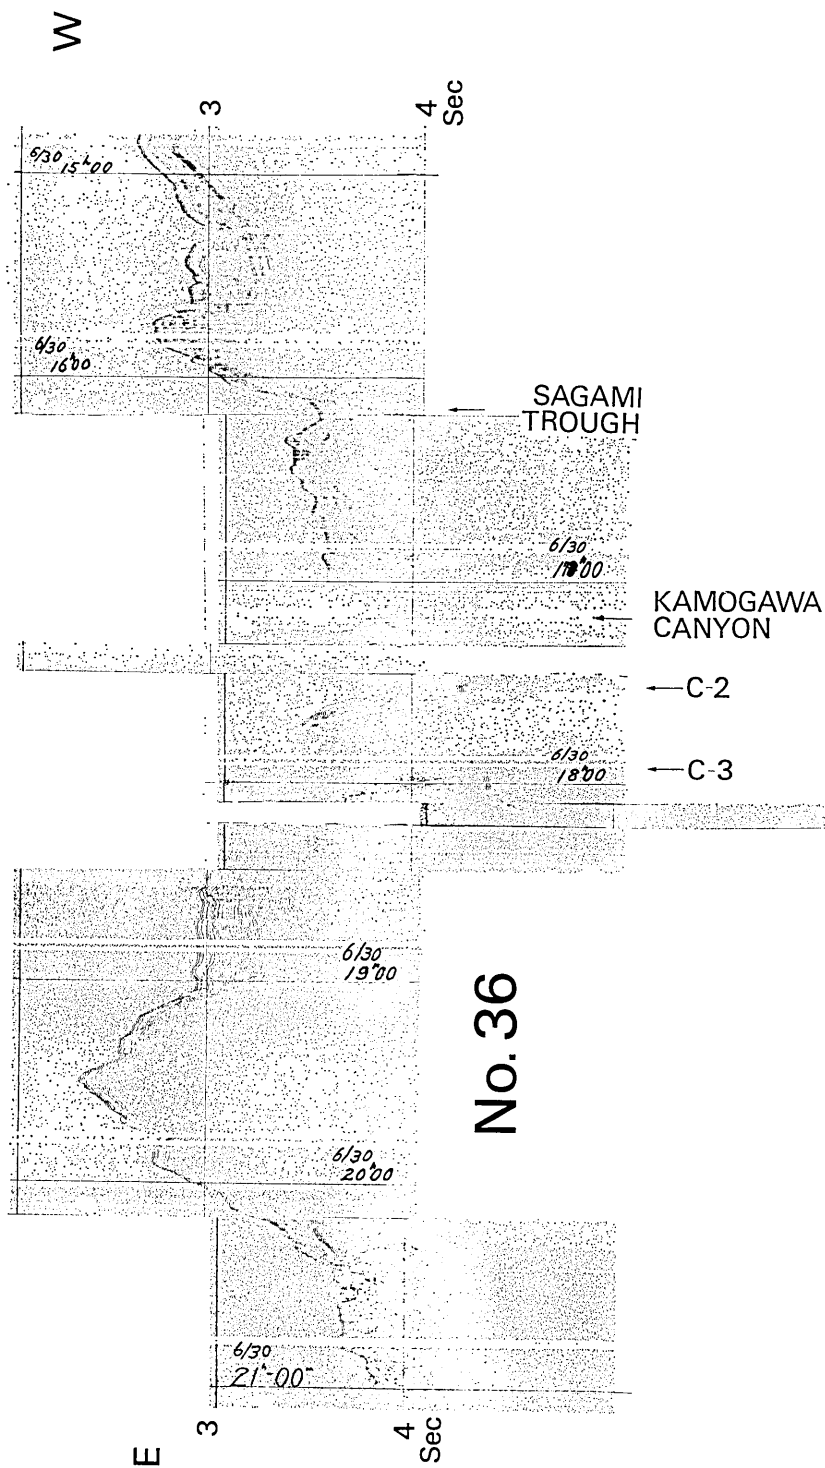 W
3
4
Sec
6/30
15ʰ00
6/30
16ʰ00
SAGAMI
TROUGH
6/30
KAMOGAWA
CANYON
C-2
6/30
18ʰ00
C-3
6/30
19ʰ00
No. 36
6/30
20ʰ00
6/30
21ʰ00ᵐ
E
3
4
Sec